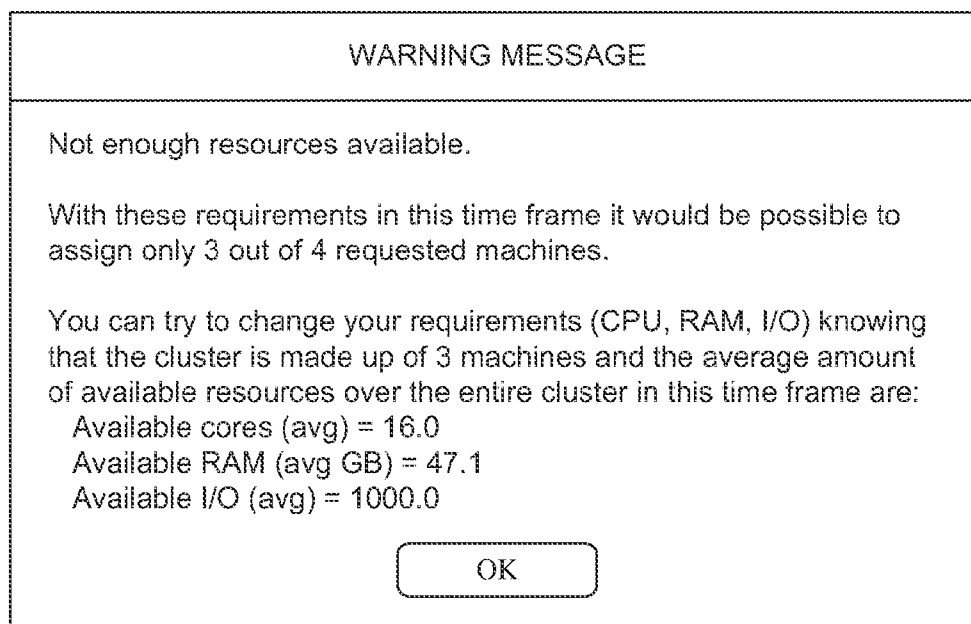 WARNING MESSAGE
Not enough resources available.
With these requirements in this time frame it would be possible to
assign only 3 out of 4 requested machines.
You can try to change your requirements (CPU, RAM, I/O) knowing
that the cluster is made up of 3 machines and the average amount
of available resources over the entire cluster in this time frame are:
Available cores (avg) = 16.0
Available RAM (avg GB) = 47.1
Available I/O (avg) = 1000.0
OK